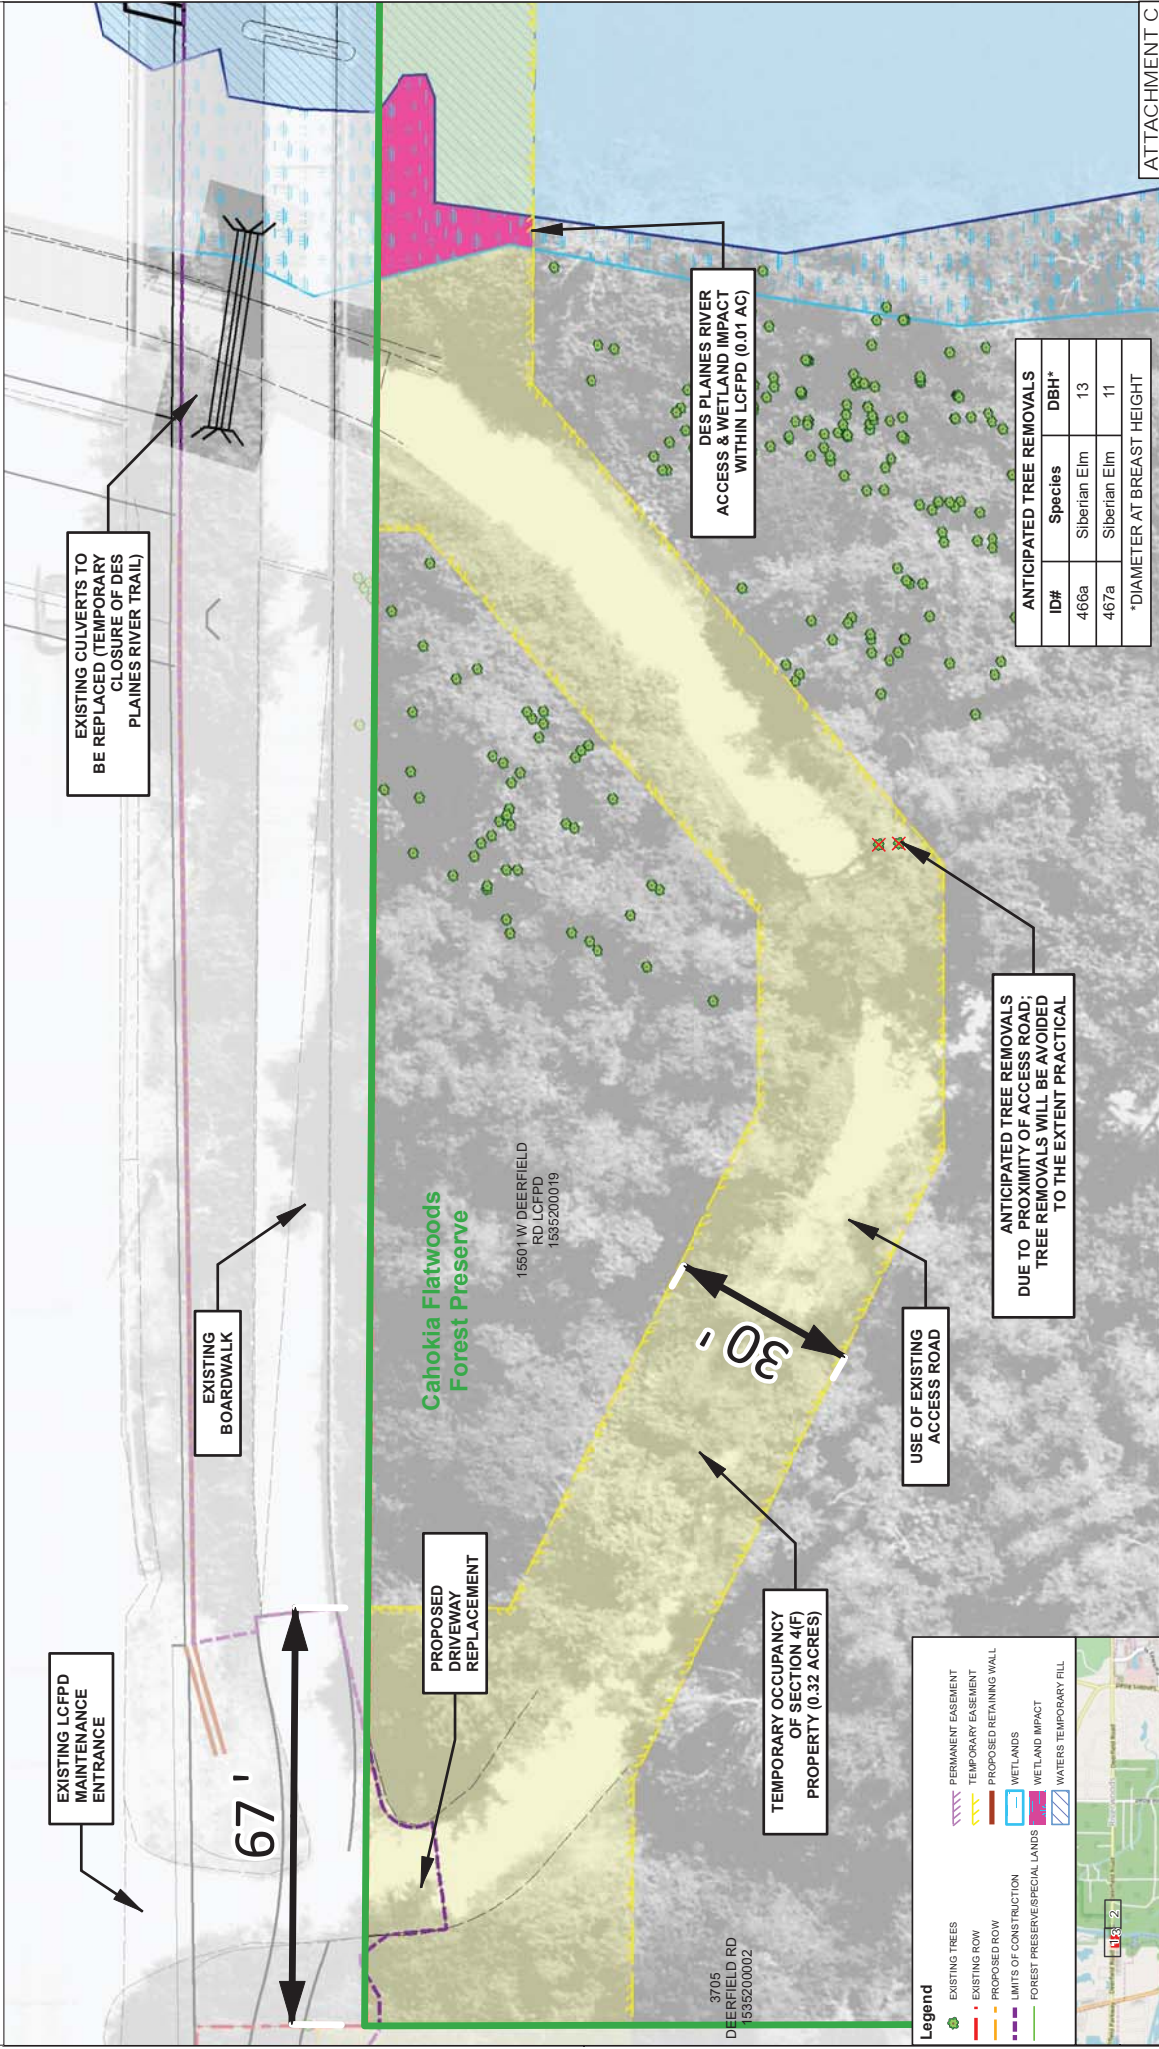 EXISTING LCFPD
MAINTENANCE
ENTRANCE
67 '
EXISTING
BOARDWALK
EXISTING CULVERTS TO
BE REPLACED (TEMPORARY
CLOSURE OF DES
PLAINES RIVER TRAIL)
PROPOSED
DRIVEWAY
REPLACEMENT
Cahokia Flatwoods
Forest Preserve
15501 W DEERFIELD
RD LCFPD
1535200019
30 '
DES PLAINES RIVER
ACCESS & WETLAND IMPACT
WITHIN LCFPD (0.01 AC)
3705
DEERFIELD RD
1535200002
TEMPORARY OCCUPANCY
OF SECTION 4(F)
PROPERTY (0.32 ACRES)
USE OF EXISTING
ACCESS ROAD
ANTICIPATED TREE REMOVALS
DUE TO PROXIMITY OF ACCESS ROAD;
TREE REMOVALS WILL BE AVOIDED
TO THE EXTENT PRACTICAL
ANTICIPATED TREE REMOVALS
ID# Species DBH*
466a Siberian Elm 13
467a Siberian Elm 11
*DIAMETER AT BREAST HEIGHT
Legend
EXISTING TREES
EXISTING ROW
PROPOSED ROW
LIMITS OF CONSTRUCTION
FOREST PRESERVE/SPECIAL LANDS
PERMANENT EASEMENT
TEMPORARY EASEMENT
PROPOSED RETAINING WALL
WETLANDS
WETLAND IMPACT
WATERS TEMPORARY FILL
2
ATTACHMENT C